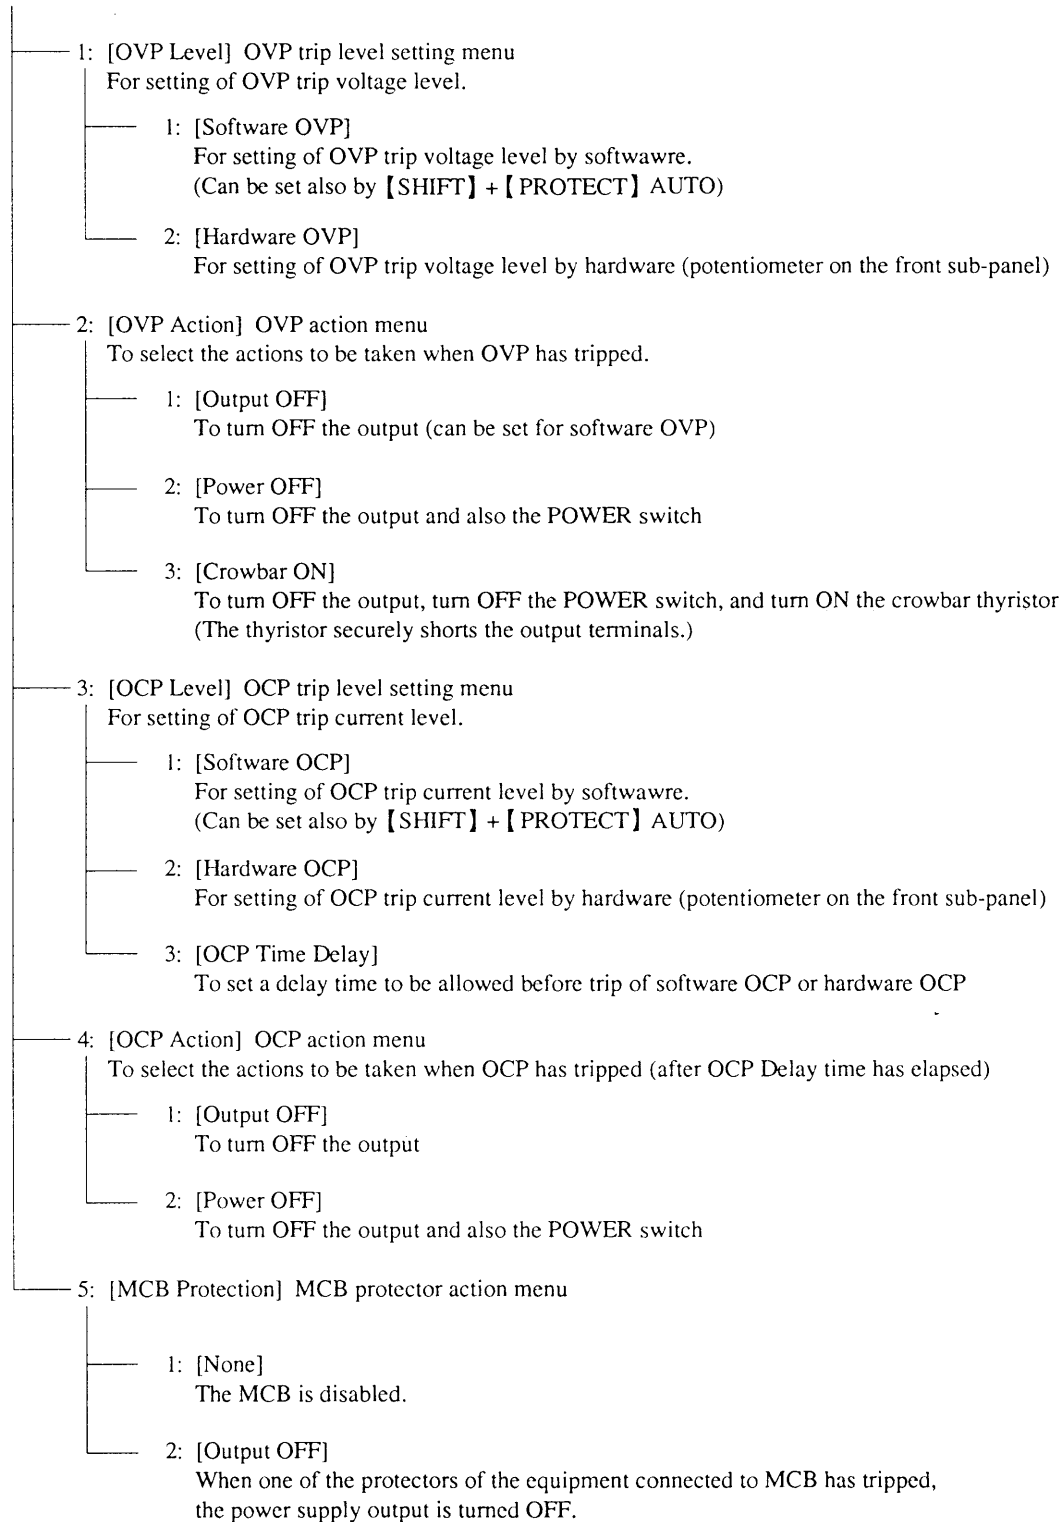 1: [OVP Level] OVP trip level setting menu
For setting of OVP trip voltage level.
1: [Software OVP]
For setting of OVP trip voltage level by softwawre.
(Can be set also by【SHIFT】+【PROTECT】AUTO)
2: [Hardware OVP]
For setting of OVP trip voltage level by hardware (potentiometer on the front sub-panel)
2: [OVP Action] OVP action menu
To select the actions to be taken when OVP has tripped.
1: [Output OFF]
To turn OFF the output (can be set for software OVP)
2: [Power OFF]
To turn OFF the output and also the POWER switch
3: [Crowbar ON]
To turn OFF the output, turn OFF the POWER switch, and turn ON the crowbar thyristor
(The thyristor securely shorts the output terminals.)
3: [OCP Level] OCP trip level setting menu
For setting of OCP trip current level.
1: [Software OCP]
For setting of OCP trip current level by softwawre.
(Can be set also by【SHIFT】+【PROTECT】AUTO)
2: [Hardware OCP]
For setting of OCP trip current level by hardware (potentiometer on the front sub-panel)
3: [OCP Time Delay]
To set a delay time to be allowed before trip of software OCP or hardware OCP
4: [OCP Action] OCP action menu
To select the actions to be taken when OCP has tripped (after OCP Delay time has elapsed)
1: [Output OFF]
To turn OFF the output
2: [Power OFF]
To turn OFF the output and also the POWER switch
5: [MCB Protection] MCB protector action menu
1: [None]
The MCB is disabled.
2: [Output OFF]
When one of the protectors of the equipment connected to MCB has tripped,
the power supply output is turned OFF.